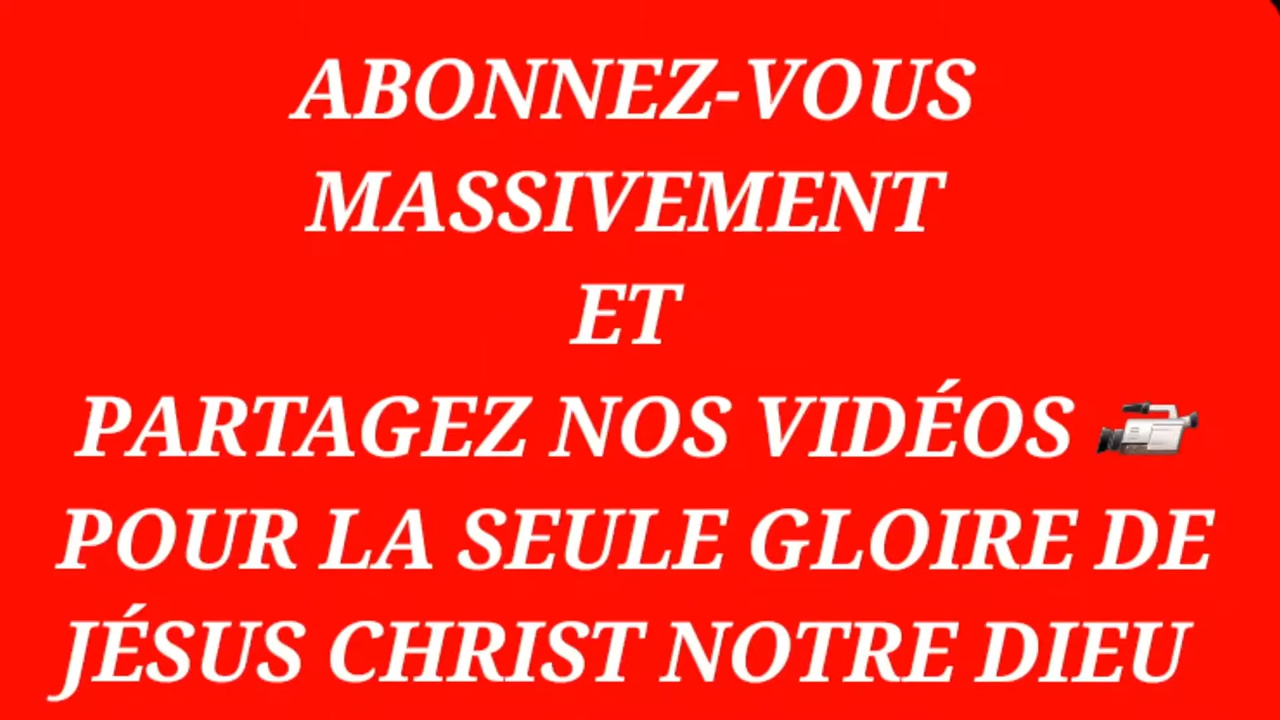 ABONNEZ-VOUS
MASSIVEMENT
ET
PARTAGEZ NOS VIDÉOS 🎥
POUR LA SEULE GLOIRE DE
JÉSUS CHRIST NOTRE DIEU